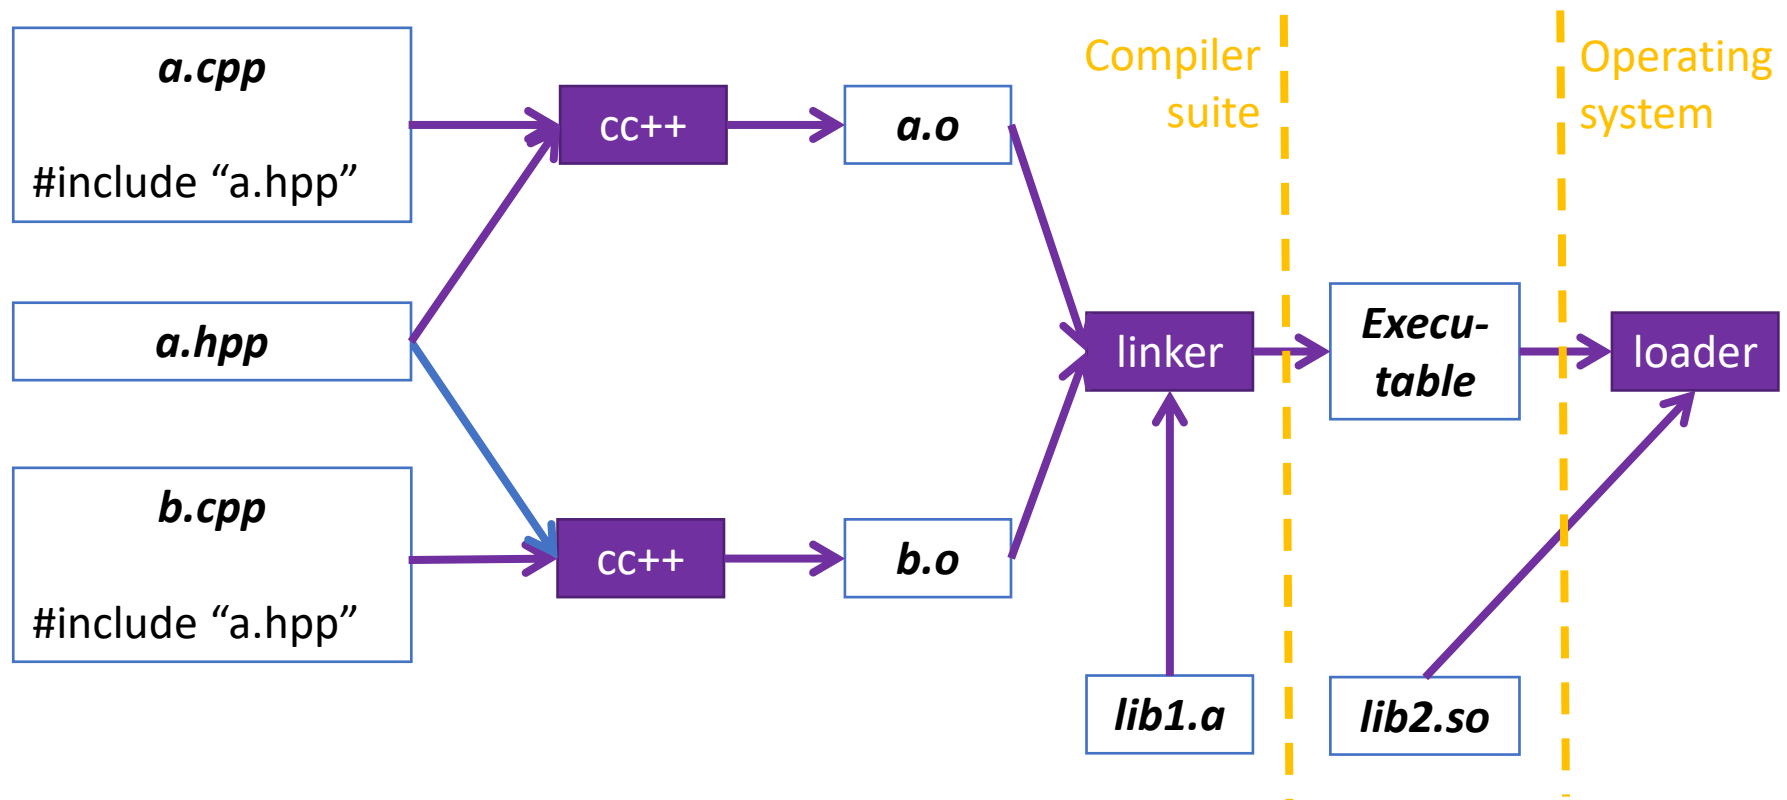 a.cpp
#include “a.hpp”
a.hpp
b.cpp
#include “a.hpp”
cc++
cc++
a.o
b.o
Compiler
suite
linker
lib1.a
Execu-
table
lib2.so
Operating
system
loader